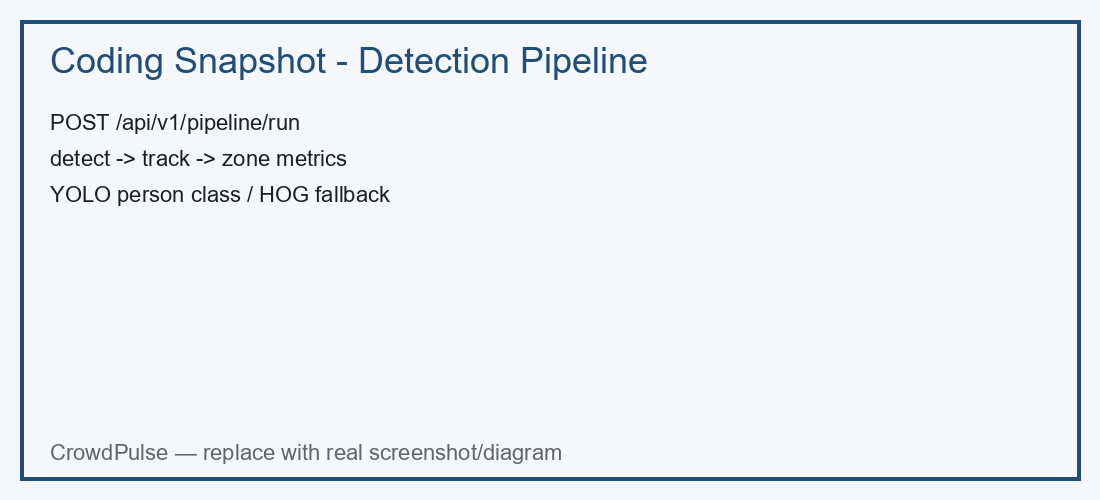 Coding Snapshot - Detection Pipeline
POST /api/v1/pipeline/run
detect -> track -> zone metrics
YOLO person class / HOG fallback
CrowdPulse — replace with real screenshot/diagram